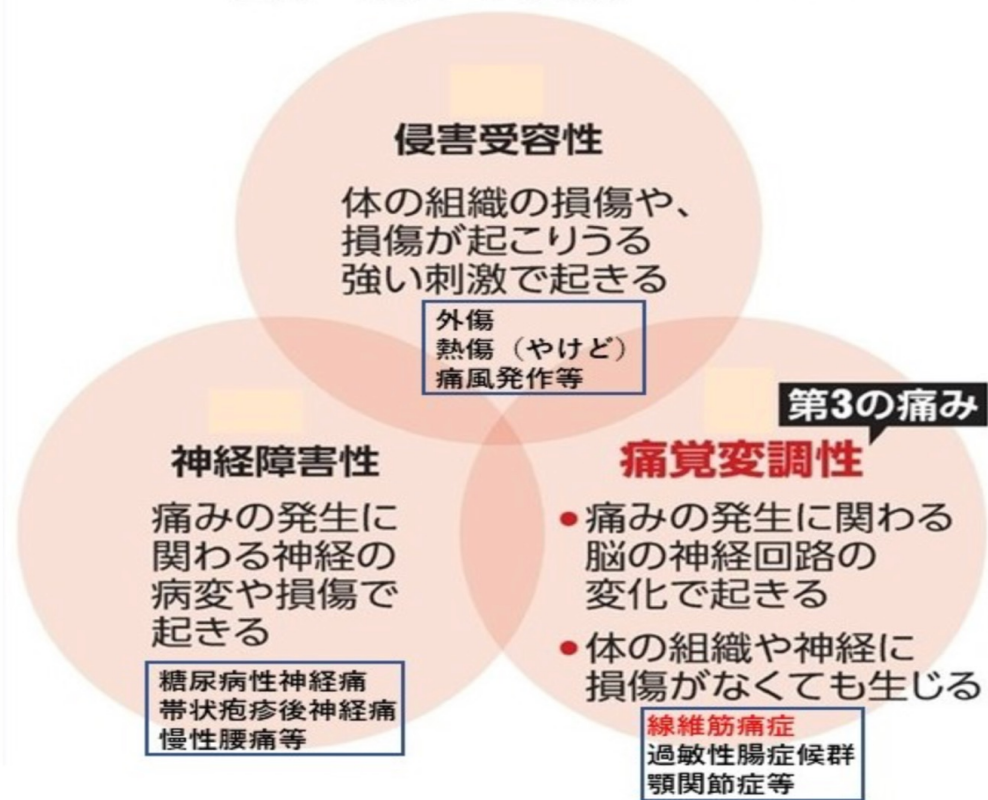 侵害受容性
体の組織の損傷や、
損傷が起こりうる
強い刺激で起きる
外傷
熱傷（やけど）
痛風発作等
神経障害性
痛みの発生に
関わる神経の
病変や損傷で
起きる
糖尿病性神経痛
帯状疱疹後神経痛
慢性腰痛等
第3の痛み
痛覚変調性
●痛みの発生に関わる
脳の神経回路の
変化で起きる
●体の組織や神経に
損傷がなくても生じる
線維筋痛症
過敏性腸症候群
顎関節症等